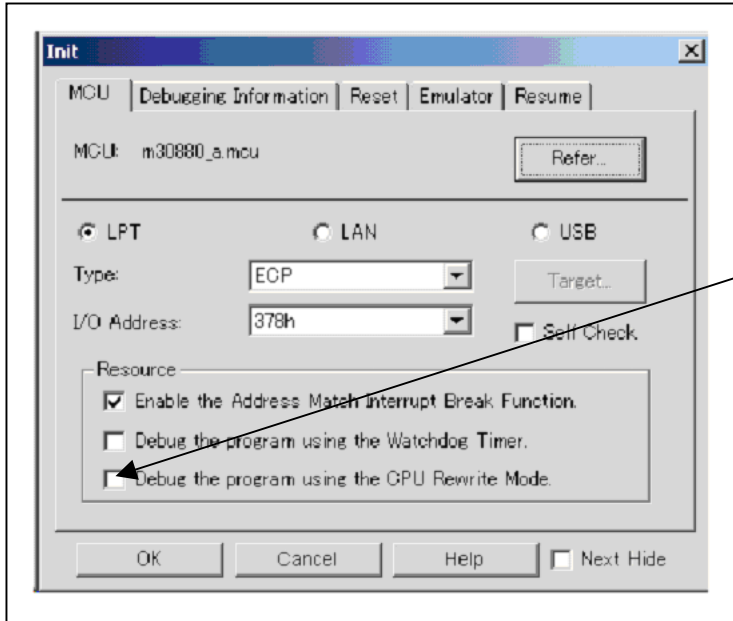 Init
MCU Debugging Information Reset Emulator Resume
MCU: m30880_a.mcu Refer...
LPT LAN USB
Type: ECP Target...
I/O Address: 378h Self Check.
Resource
Enable the Address Match Interrupt Break Function.
Debug the program using the Watchdog Timer.
Debug the program using the CPU Rewrite Mode.
OK Cancel Help Next Hide